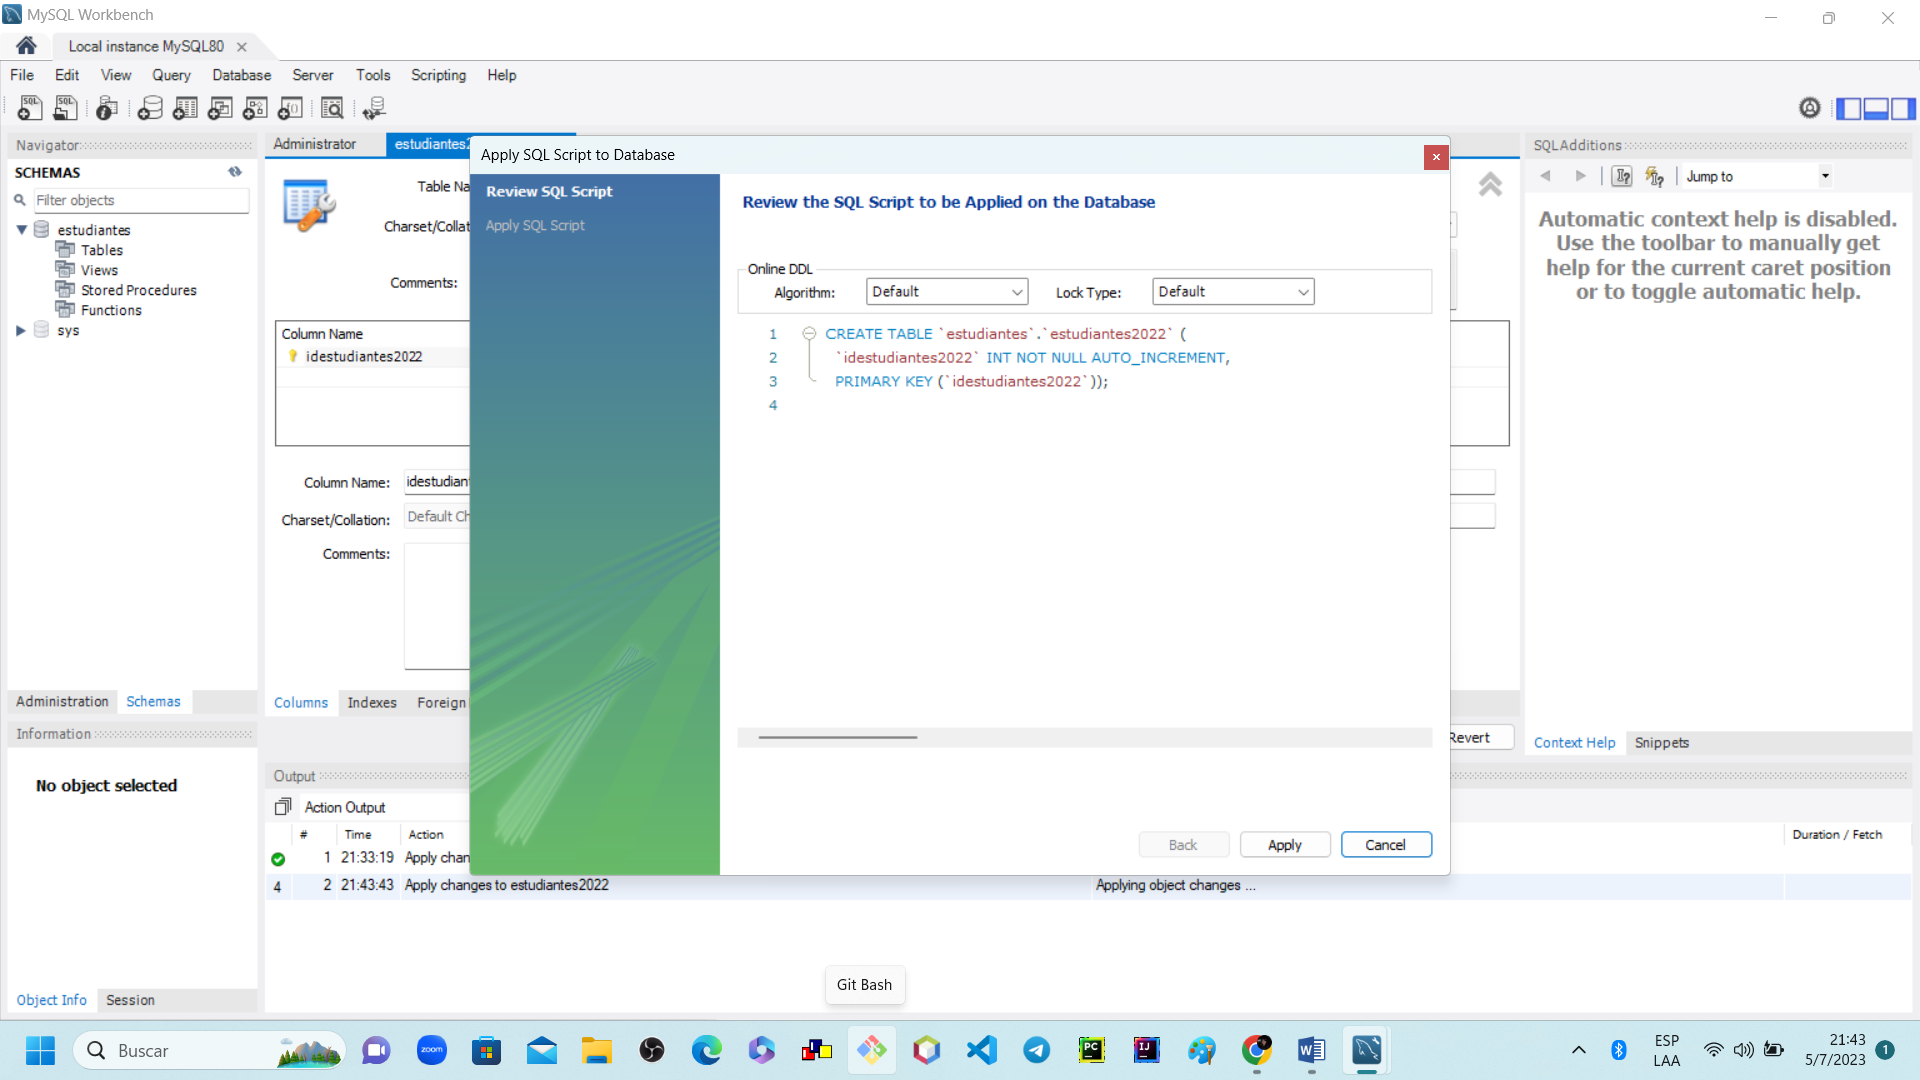 MySQL Workbench
Local instance MySQL80
File Edit View Query Database Server Tools Scripting Help
SQL SQL
Navigator
SCHEMAS
Filter objects
estudiantes
Tables
Views
Stored Procedures
Functions
sys
Administration Schemas
Information
No object selected
Object Info Session
Administrator estudiantes2
Table Na
Charset/Collat
Comments:
Column Name
idestudiantes2022
Column Name: idestudian
Charset/Collation: Default Ch
Comments:
Columns Indexes Foreign
Revert
Apply SQL Script to Database
Review SQL Script
Apply SQL Script
Review the SQL Script to be Applied on the Database
Online DDL
Algorithm: Default Lock Type: Default
1 CREATE TABLE `estudiantes`.`estudiantes2022` (
2 `idestudiantes2022` INT NOT NULL AUTO_INCREMENT,
3 PRIMARY KEY (`idestudiantes2022`));
4
Back Apply Cancel
SQLAdditions
Jump to
Automatic context help is disabled.
Use the toolbar to manually get
help for the current caret position
or to toggle automatic help.
Context Help Snippets
Output
Action Output
# Time Action Duration / Fetch
1 21:33:19 Apply chan
4 2 21:43:43 Apply changes to estudiantes2022 Applying object changes ...
Git Bash
Buscar
zoom
PC
IJ
ESP
LAA
21:43
5/7/2023
1